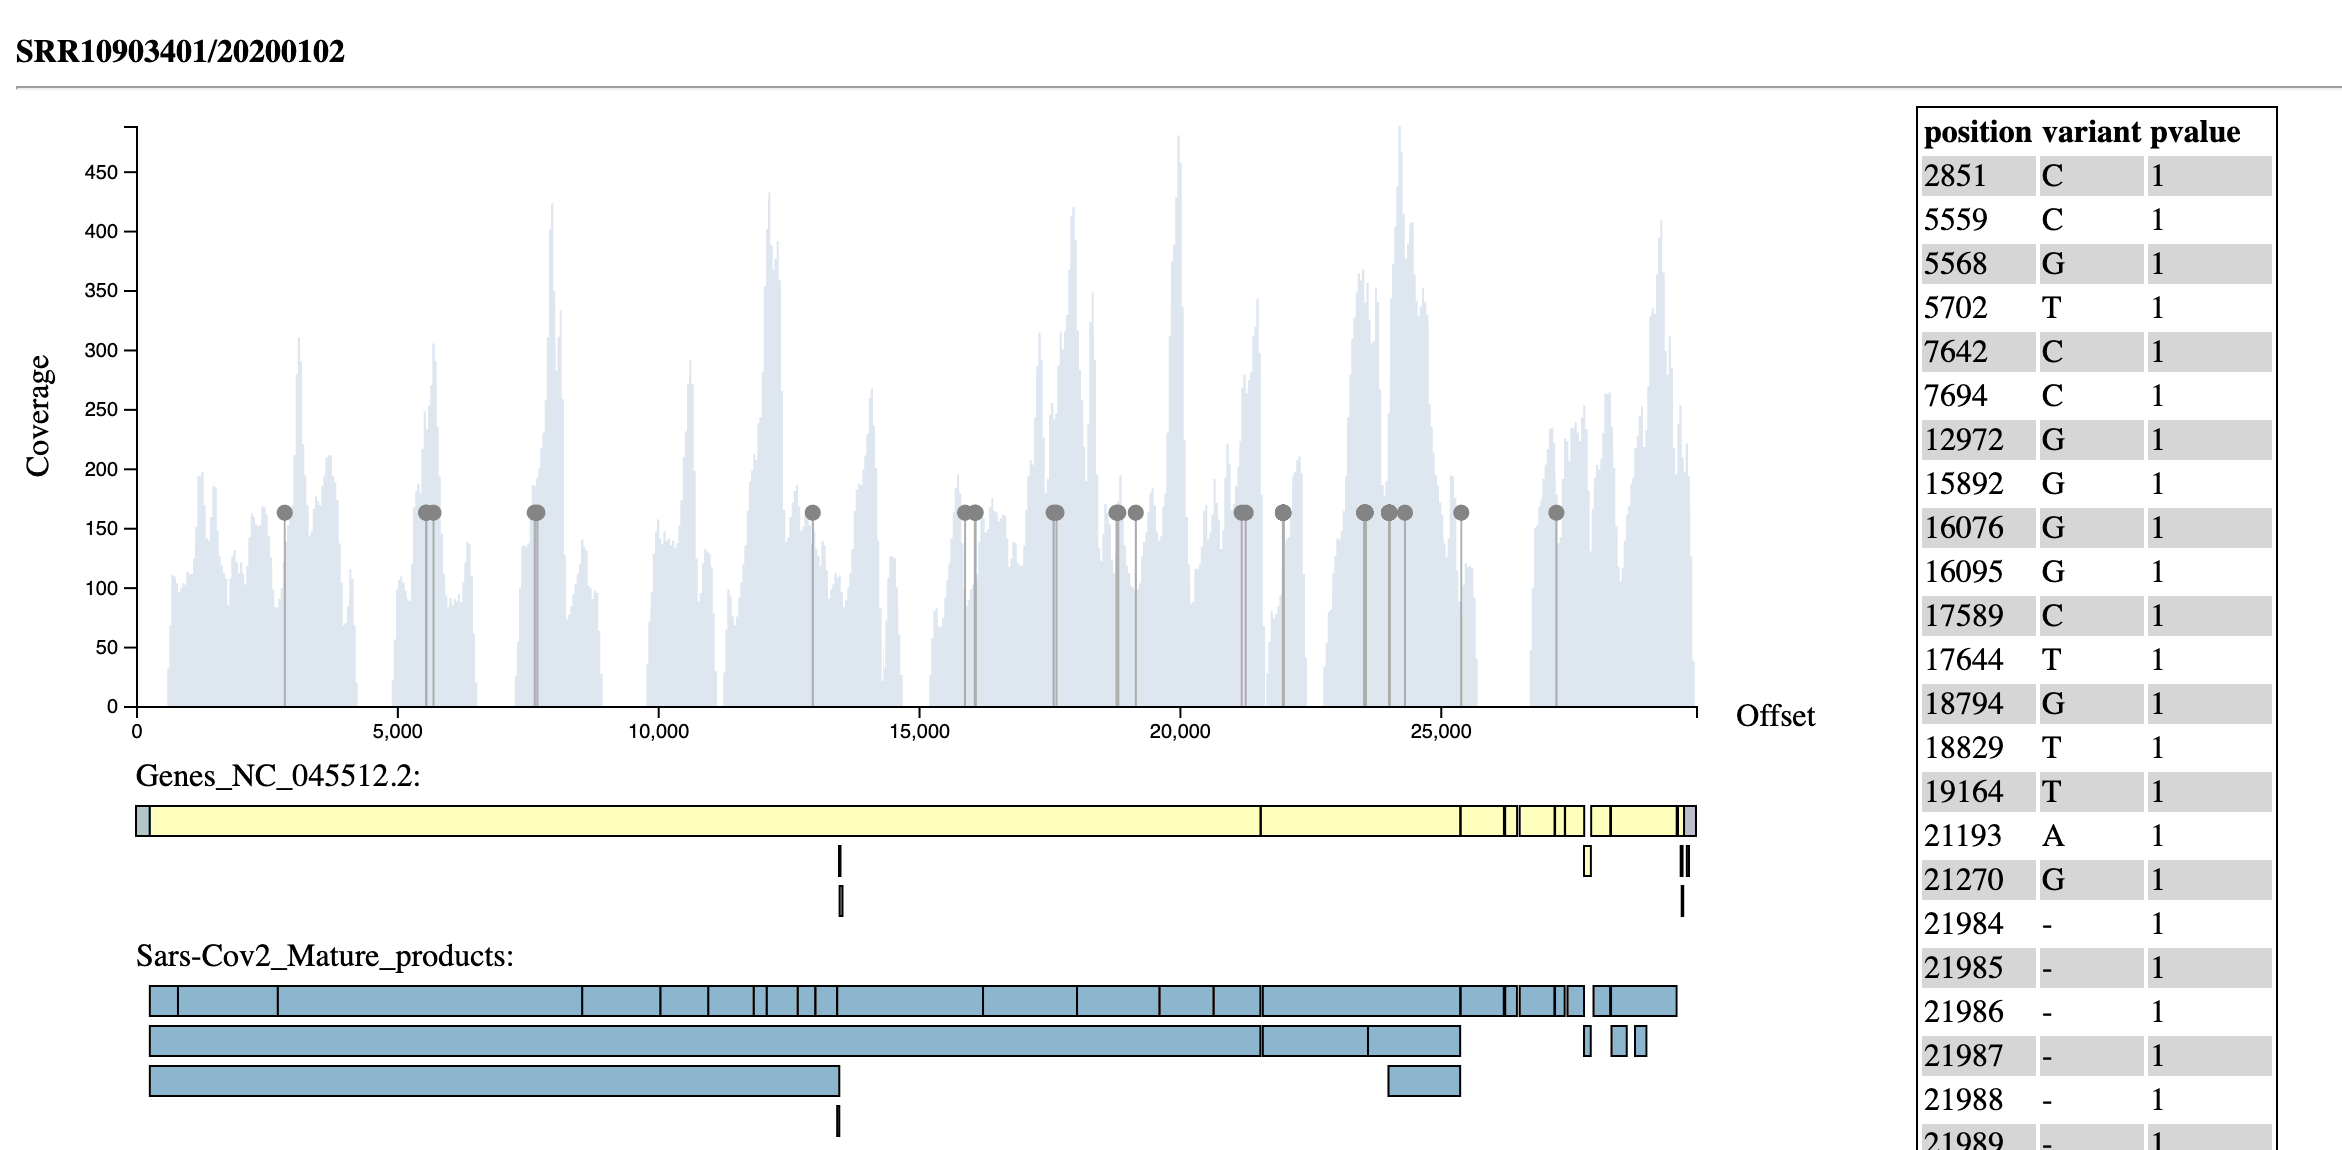 SRR10903401/20200102
450
400
350
300
250
200
150
100
50
0
Coverage
0 5,000 10,000 15,000 20,000 25,000
Offset
Genes_NC_045512.2:
Sars-Cov2_Mature_products:
position variant pvalue
2851 C 1
5559 C 1
5568 G 1
5702 T 1
7642 C 1
7694 C 1
12972 G 1
15892 G 1
16076 G 1
16095 G 1
17589 C 1
17644 T 1
18794 G 1
18829 T 1
19164 T 1
21193 A 1
21270 G 1
21984 - 1
21985 - 1
21986 - 1
21987 - 1
21988 - 1
21989 - 1